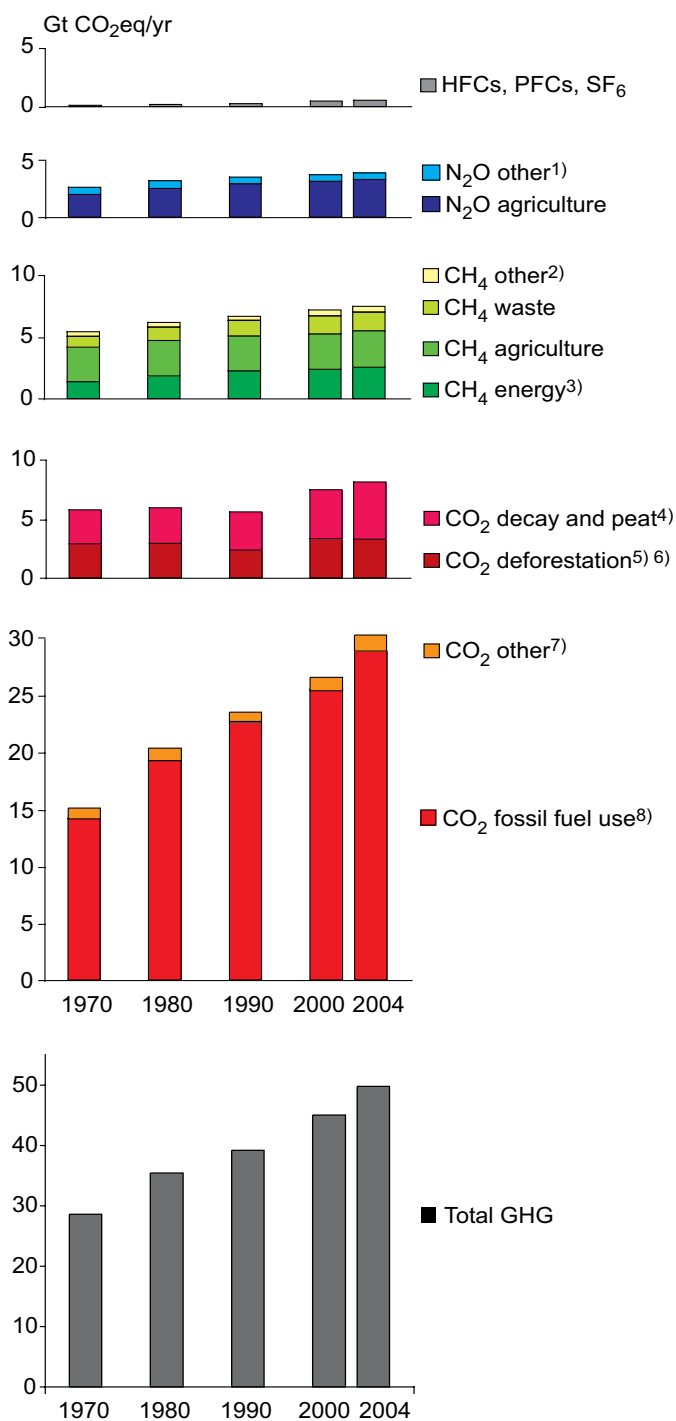 Gt CO₂eq/yr
5
0
HFCs, PFCs, SF₆
5
0
N₂O other¹⁾
N₂O agriculture
10
5
0
CH₄ other²⁾
CH₄ waste
CH₄ agriculture
CH₄ energy³⁾
10
5
0
CO₂ decay and peat⁴⁾
CO₂ deforestation⁵⁾ ⁶⁾
30
25
20
15
10
5
0
CO₂ other⁷⁾
CO₂ fossil fuel use⁸⁾
1970 1980 1990 2000 2004
50
40
30
20
10
0
Total GHG
1970 1980 1990 2000 2004